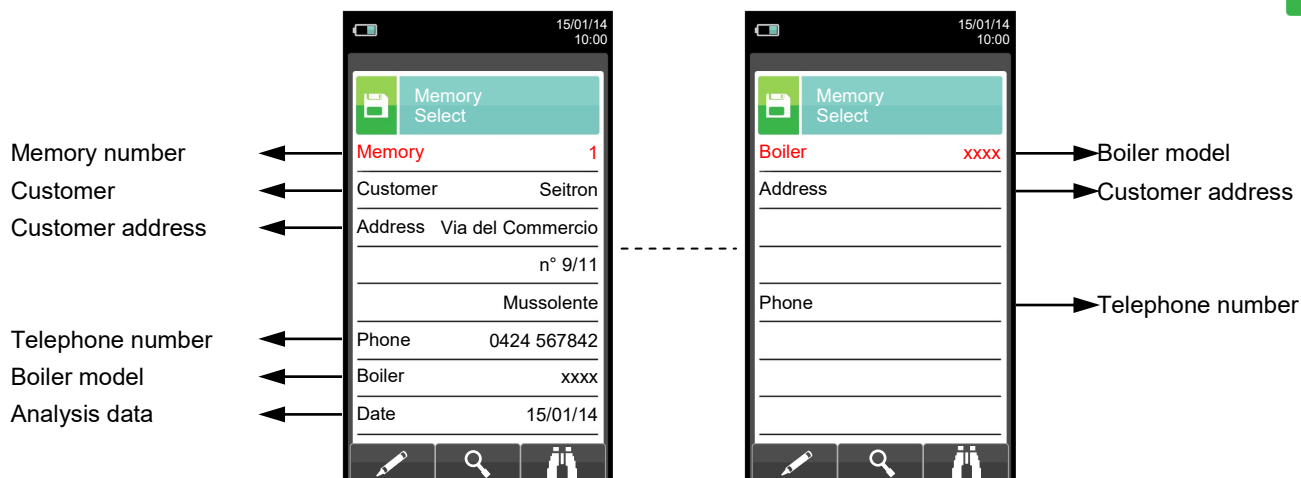 15/01/14
10:00
Memory
Select
Memory number
Memory 1
Customer
Customer Seitron
Customer address
Address Via del Commercio
n° 9/11
Mussolente
Telephone number
Phone 0424 567842
Boiler model
Boiler xxxx
Analysis data
Date 15/01/14
15/01/14
10:00
Memory
Select
Boiler xxxx
Boiler model
Address
Customer address
Phone
Telephone number